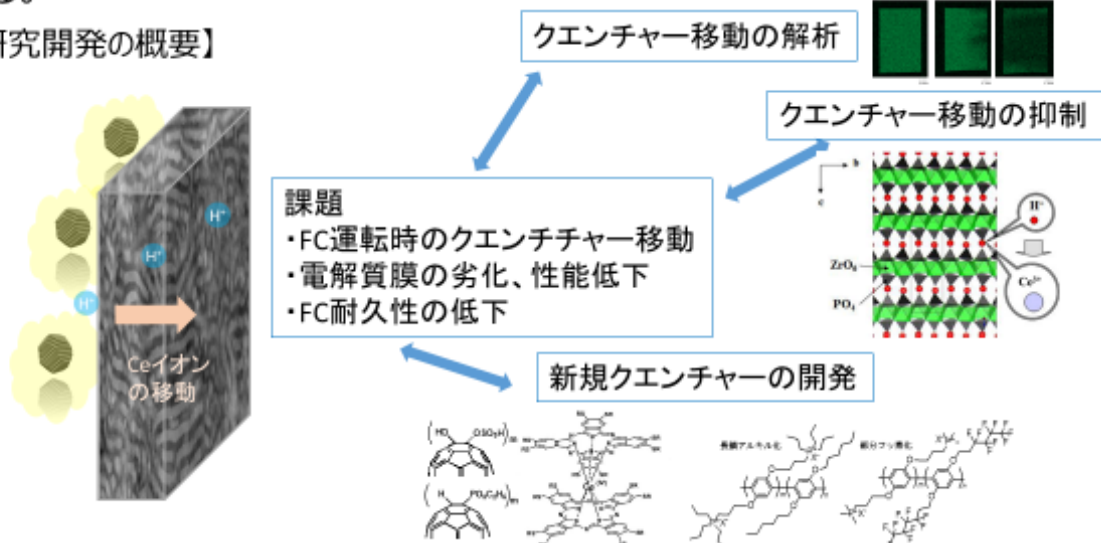 る。
研究開発の概要】
クエンチャー移動の解析
クエンチャー移動の抑制
課題
・FC運転時のクエンチチャー移動
・電解質膜の劣化、性能低下
・FC耐久性の低下
H⁺
H⁺
H⁺
Ceイオン
の移動
b
c
ZrO₆
PO₄
H⁺
Ce³⁺
新規クエンチャーの開発
HO
OSO₃H
長鎖アルキル化
部分フッ素化
H